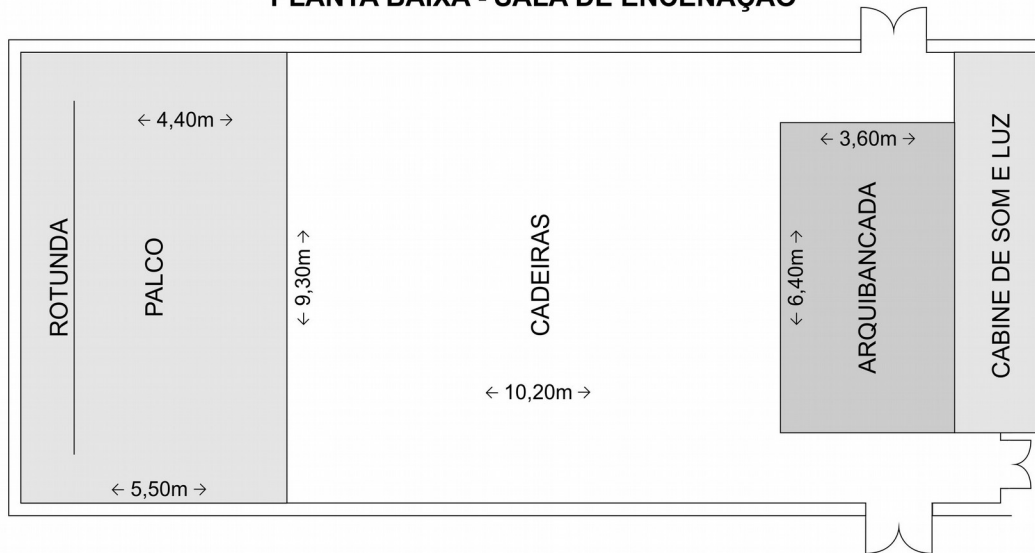 PLANTA BAIXA - SALA DE ENCENAÇÃO
← 4,40m →
← 3,60m →
ROTUNDA
PALCO
← 9,30m →
CADEIRAS
← 6,40m →
ARQUIBANCADA
CABINE DE SOM E LUZ
← 10,20m →
← 5,50m →